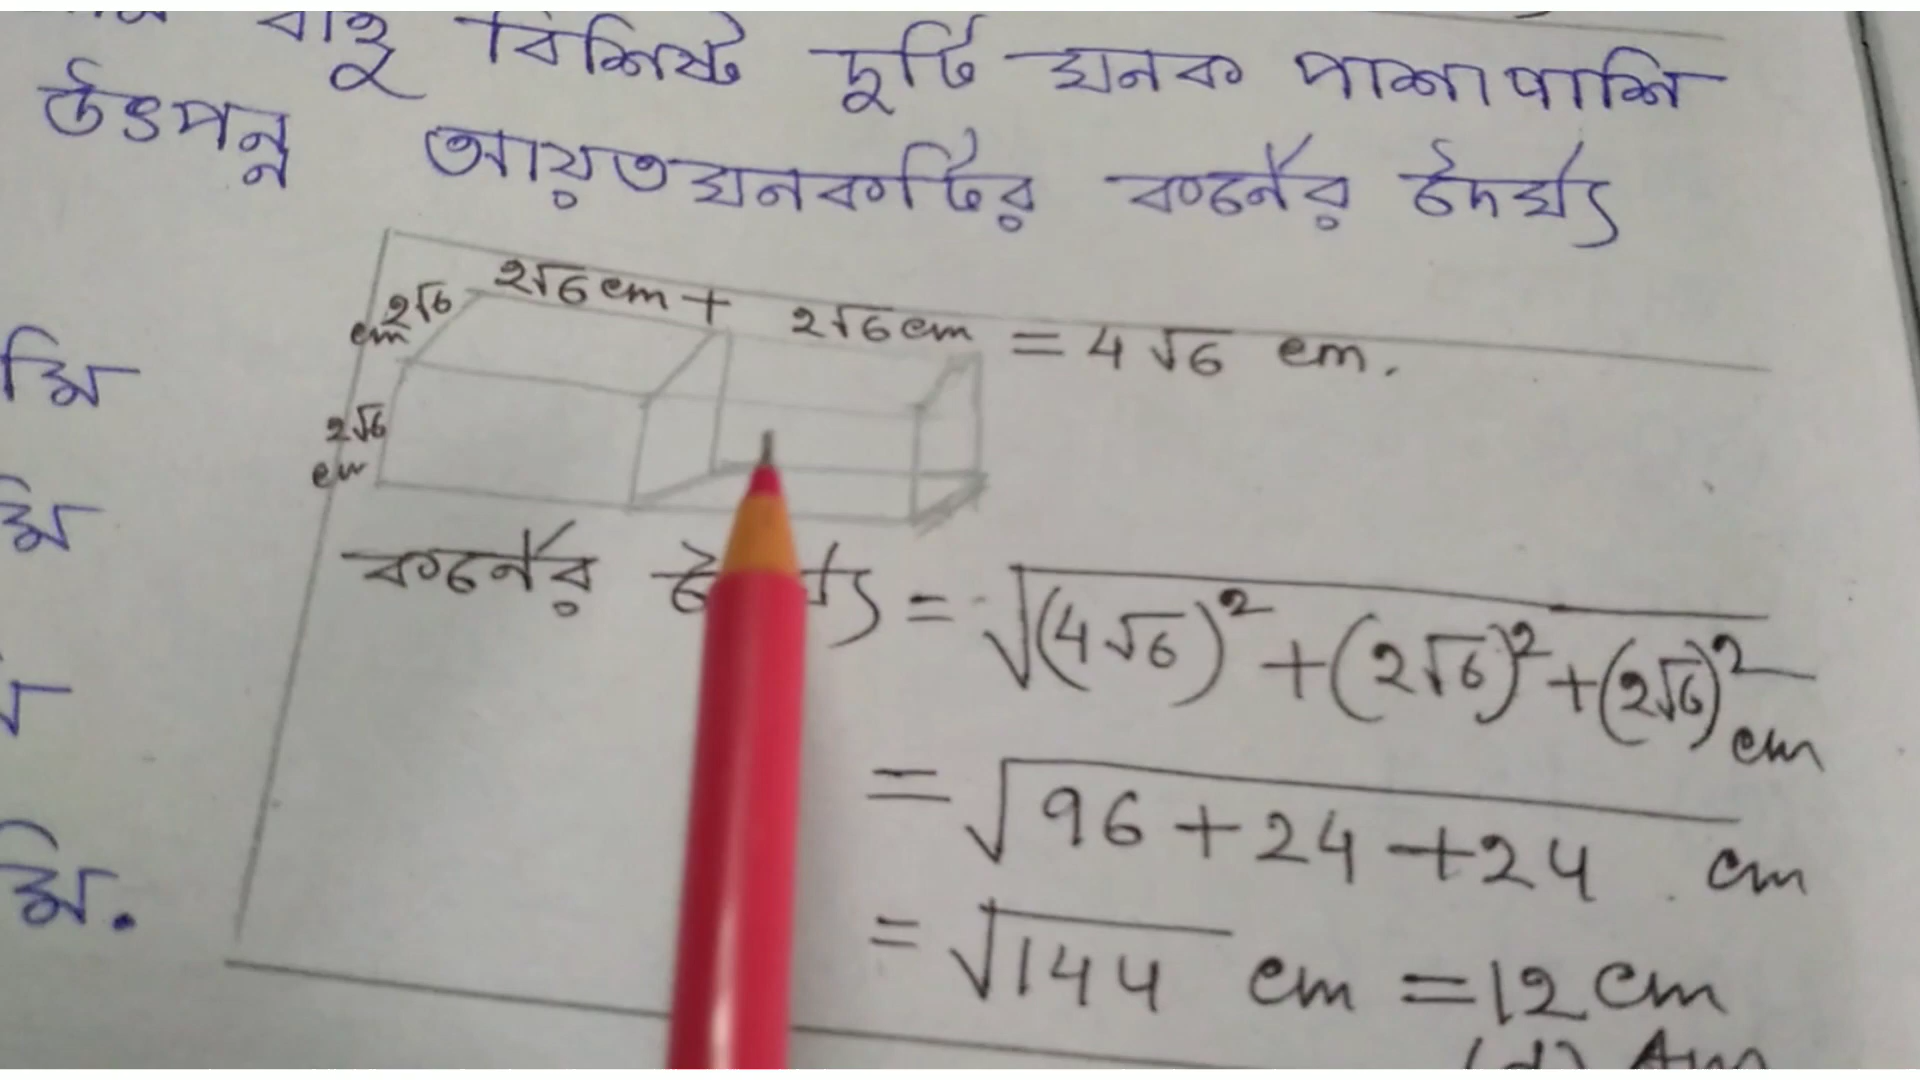 বাহু বিশিষ্ট দুটি ঘনক পাশাপাশি
উৎপন্ন আয়তঘনকটির কর্নের দৈর্ঘ্য
2√6 cm 2√6 cm + 2√6 cm = 4√6 cm.
2√6 cm
মি
মি
মি.
কর্নের = √(4√6)² + (2√6)² + (2√6)² cm
= √96 + 24 + 24 cm
= √144 cm = 12 cm